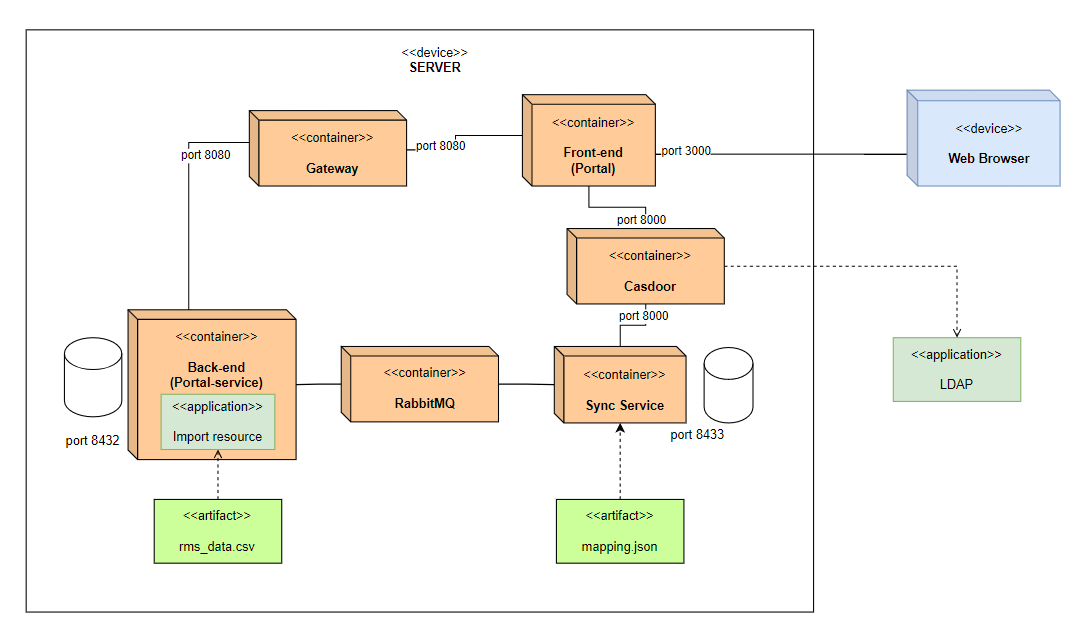 <<device>>
SERVER
<<container>>
Gateway
port 8080
port 8080
<<container>>
Front-end
(Portal)
port 3000
<<device>>
Web Browser
port 8000
<<container>>
Casdoor
port 8000
<<container>>
Back-end
(Portal-service)
<<application>>
Import resource
port 8432
<<container>>
RabbitMQ
<<container>>
Sync Service
port 8433
<<application>>
LDAP
<<artifact>>
rms_data.csv
<<artifact>>
mapping.json